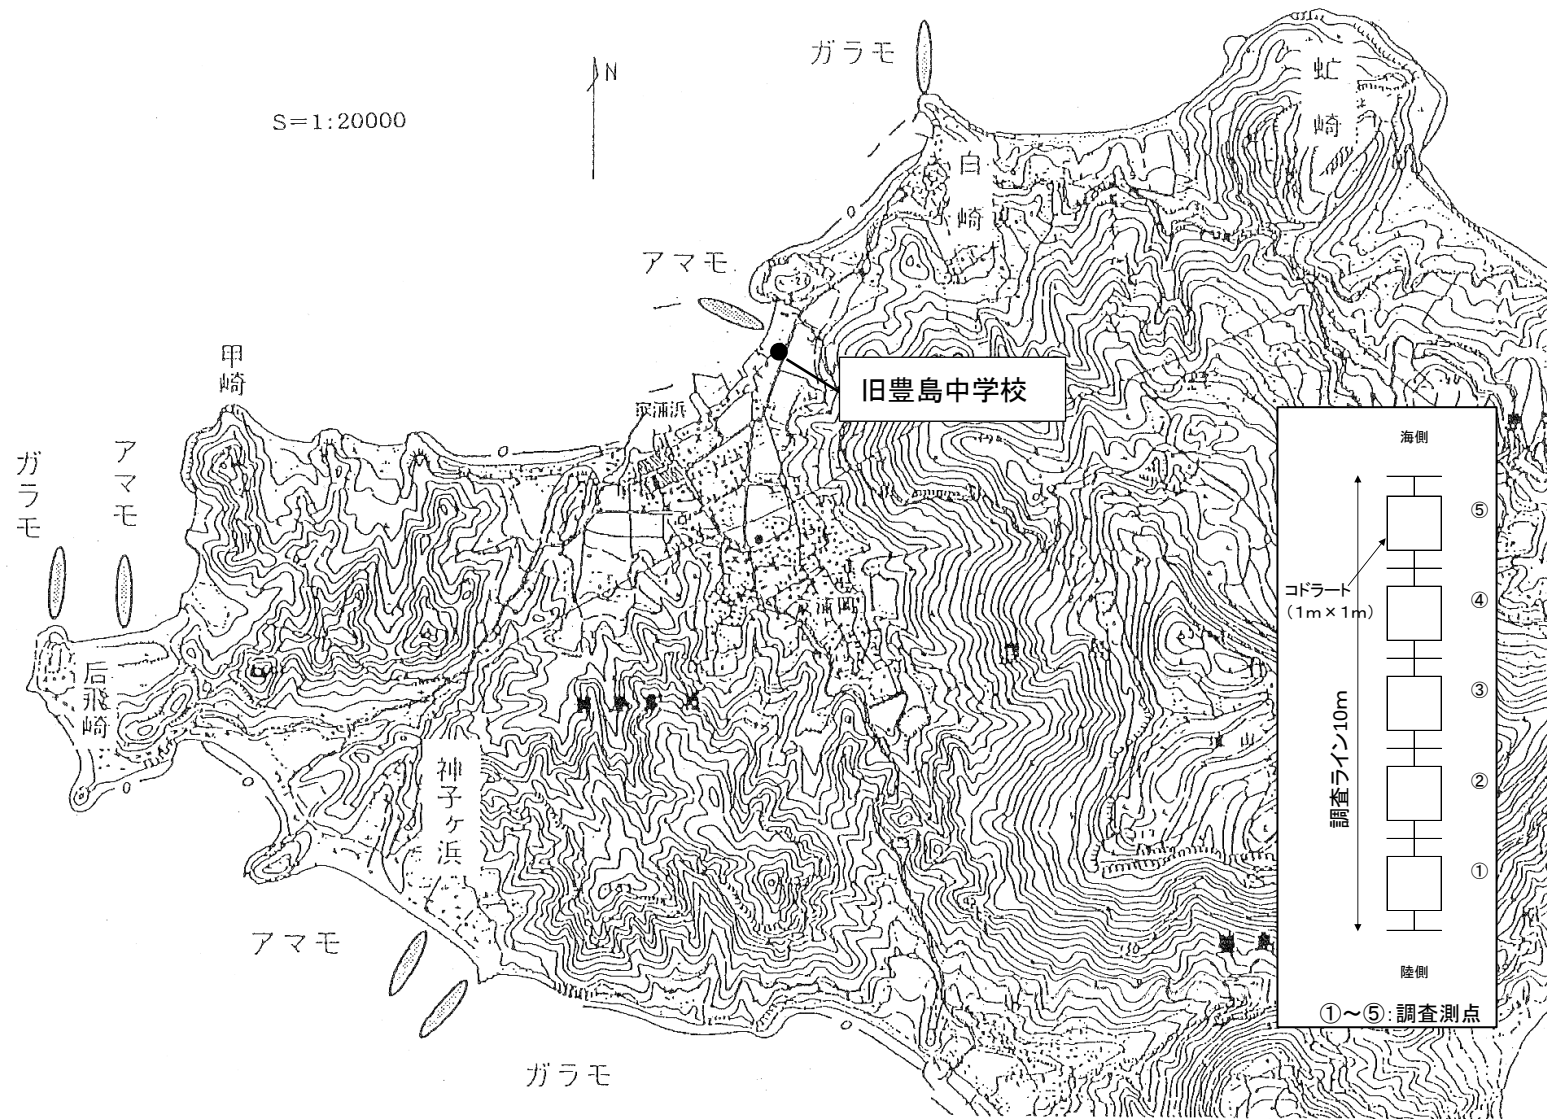 ガラモ
虻崎
N
S=1:20000
白崎
アマモ
甲崎
旧豊島中学校
家浦浜
ガラモ
アマモ
海側
⑤
コドラート
（1m×1m）
④
后飛崎
③
調査ライン10m
②
神子ヶ浜
①
アマモ
陸側
①～⑤:調査測点
ガラモ